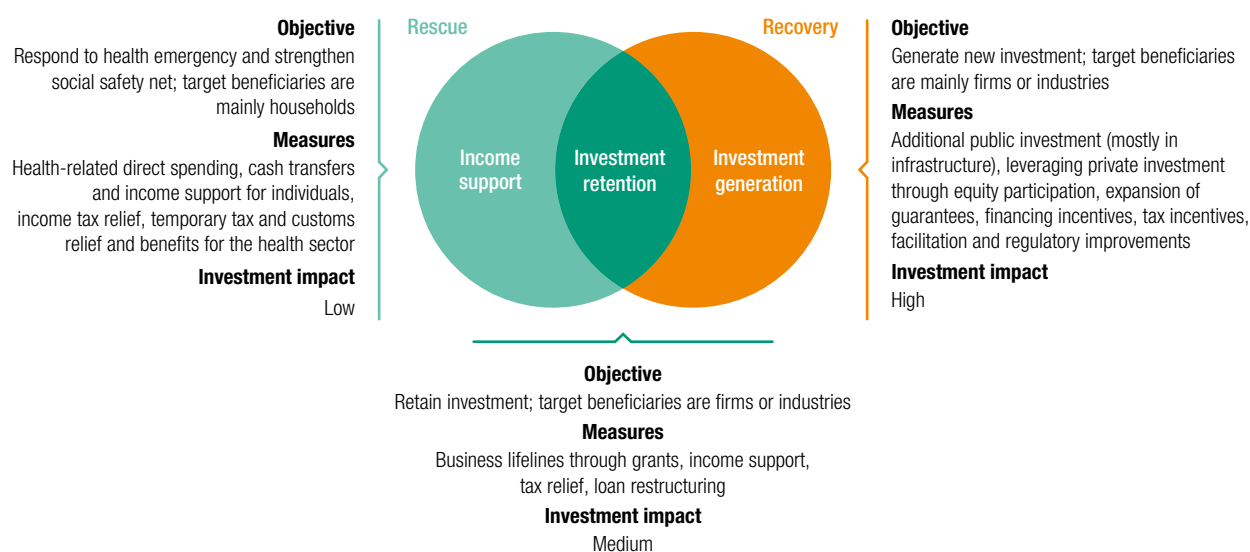 Objective
Respond to health emergency and strengthen
social safety net; target beneficiaries are
mainly households
Measures
Health-related direct spending, cash transfers
and income support for individuals,
income tax relief, temporary tax and customs
relief and benefits for the health sector
Investment impact
Low
Rescue
Recovery
Income
support
Investment
retention
Investment
generation
Objective
Generate new investment; target beneficiaries
are mainly firms or industries
Measures
Additional public investment (mostly in
infrastructure), leveraging private investment
through equity participation, expansion of
guarantees, financing incentives, tax incentives,
facilitation and regulatory improvements
Investment impact
High
Objective
Retain investment; target beneficiaries are firms or industries
Measures
Business lifelines through grants, income support,
tax relief, loan restructuring
Investment impact
Medium